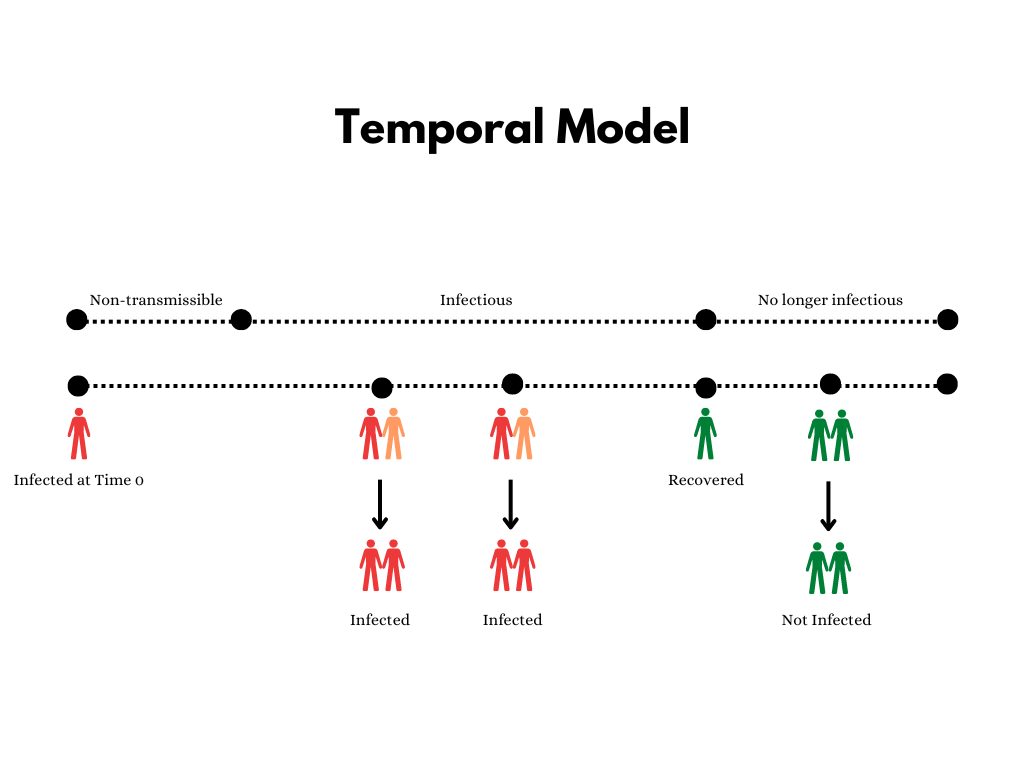 Temporal Model
Non-transmissible
Infectious
No longer infectious
Infected at Time 0
Recovered
Infected
Infected
Not Infected